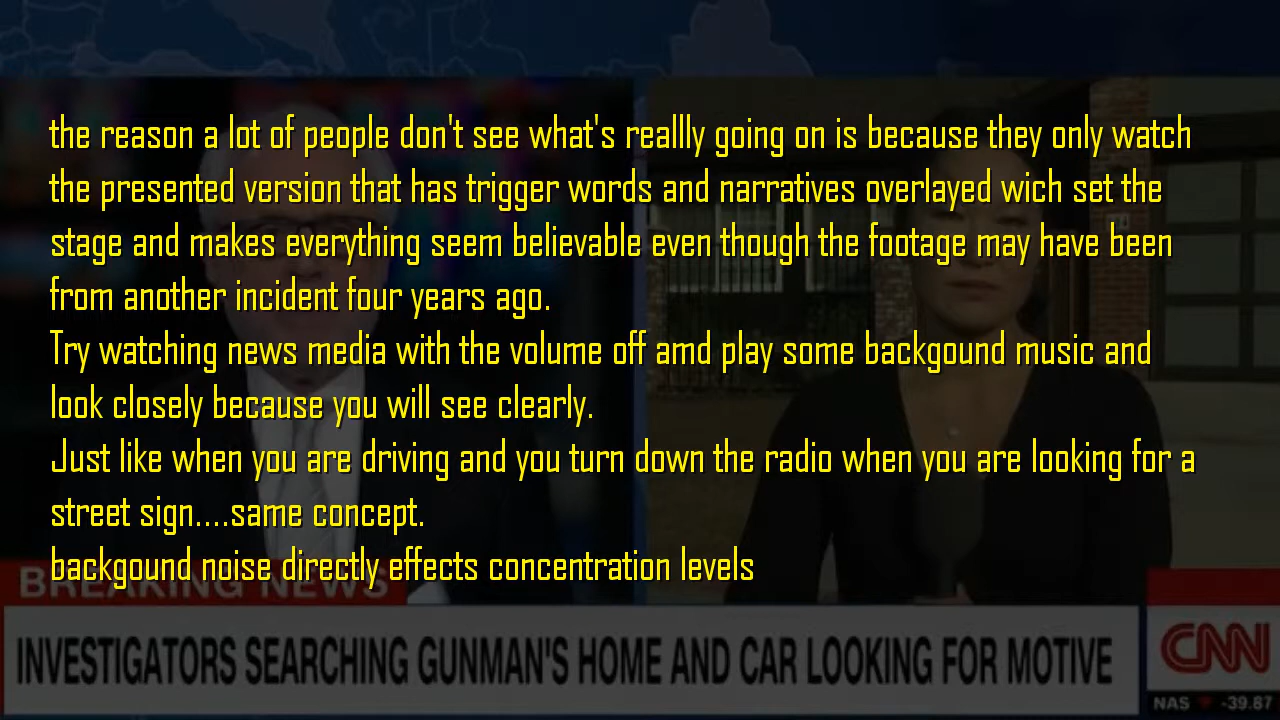 the reason a lot of people don't see what's reallly going on is because they only watch
the presented version that has trigger words and narratives overlayed wich set the
stage and makes everything seem believable even though the footage may have been
from another incident four years ago.
Try watching news media with the volume off amd play some backgound music and
look closely because you will see clearly.
Just like when you are driving and you turn down the radio when you are looking for a
street sign....same concept.
backgound noise directly effects concentration levels
BREAKING NEWS
INVESTIGATORS SEARCHING GUNMAN'S HOME AND CAR LOOKING FOR MOTIVE
CNN
NAS ▼ -39.87